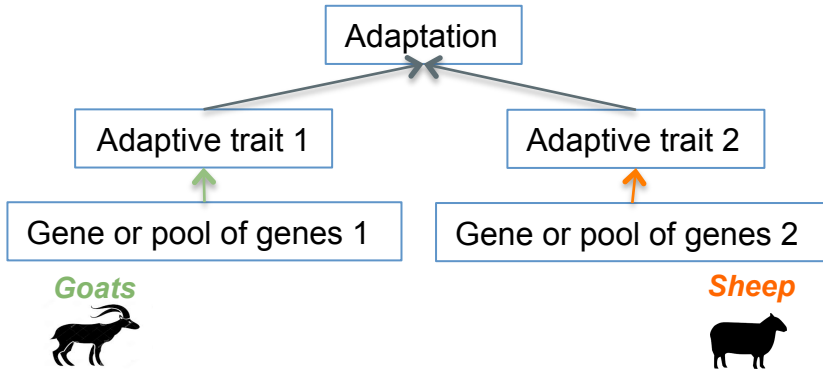 Adaptation
Adaptive trait 1
Adaptive trait 2
Gene or pool of genes 1
Gene or pool of genes 2
Goats
Sheep